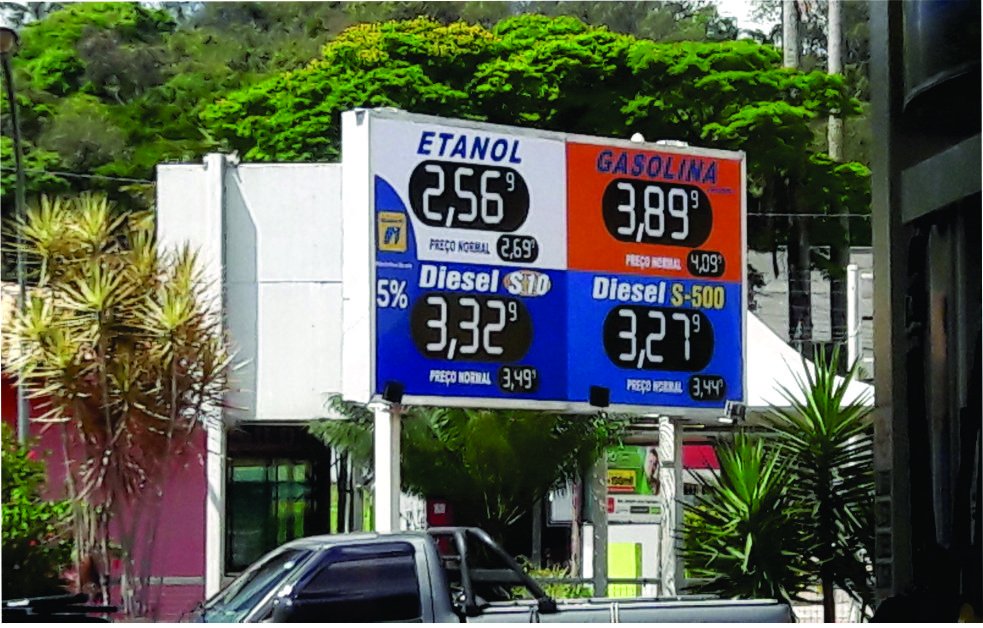 ETANOL
2,56⁹
PREÇO NORMAL 2,69⁹
GASOLINA
3,89⁹
PREÇO NORMAL 4,09⁹
5%
Diesel S10
3,32⁹
PREÇO NORMAL 3,49⁹
Diesel S-500
3,27⁹
PREÇO NORMAL 3,44⁹